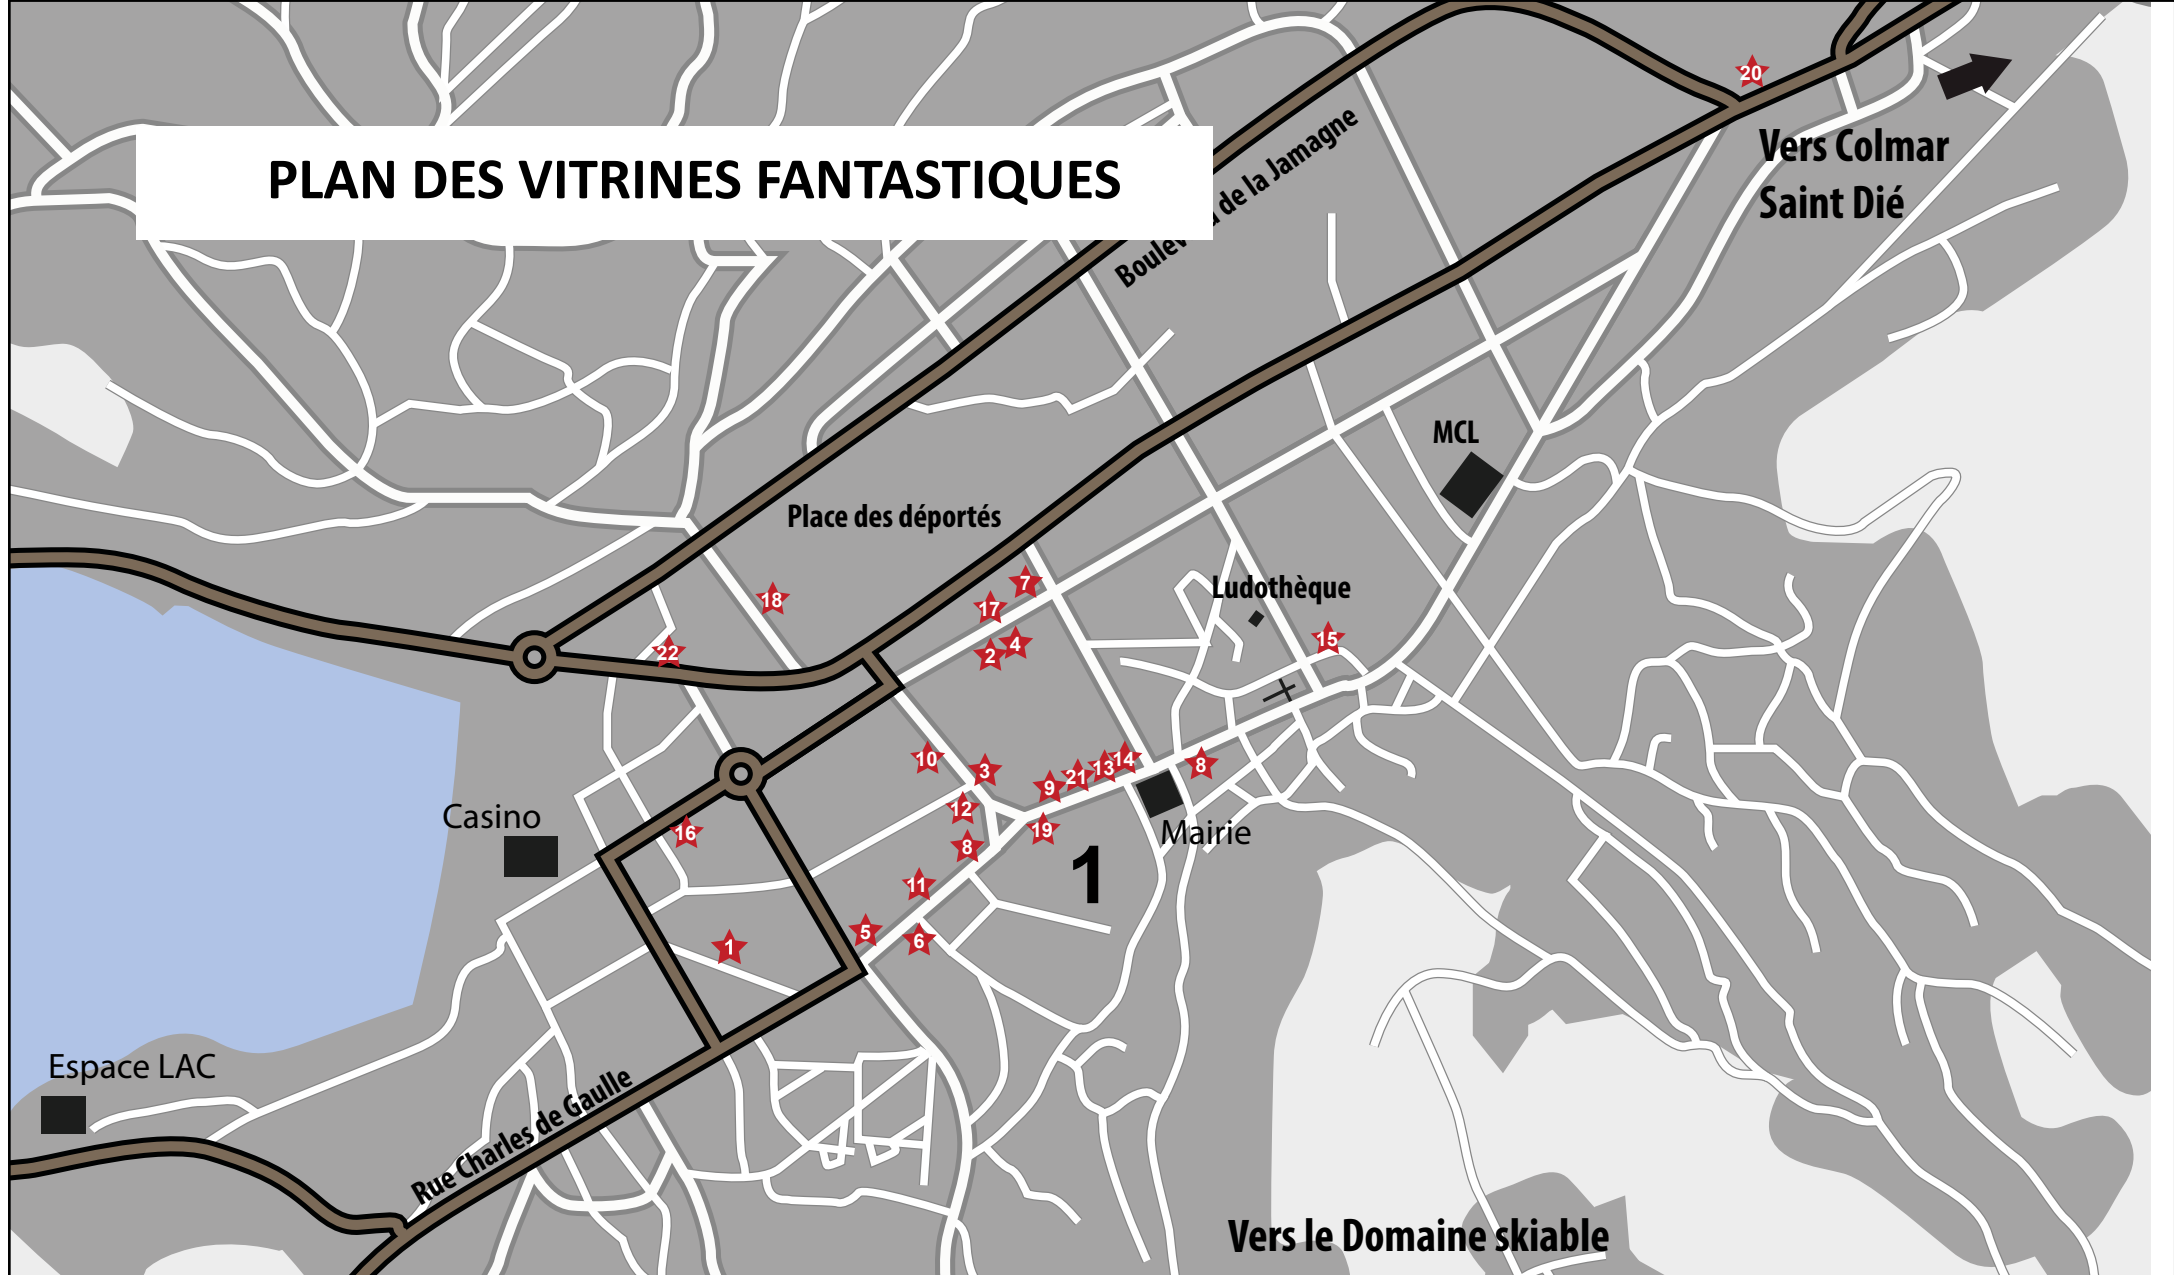 PLAN DES VITRINES FANTASTIQUES
20
Vers Colmar
Saint Dié
de la Jamagne
MCL
Place des déportés
7
18
17
Ludothèque
4
15
22
2
10
3
14
13
8
21
9
Casino
12
16
19
Mairie
8
1
11
5
6
1
Espace LAC
Rue Charles de Gaulle
Vers le Domaine skiable